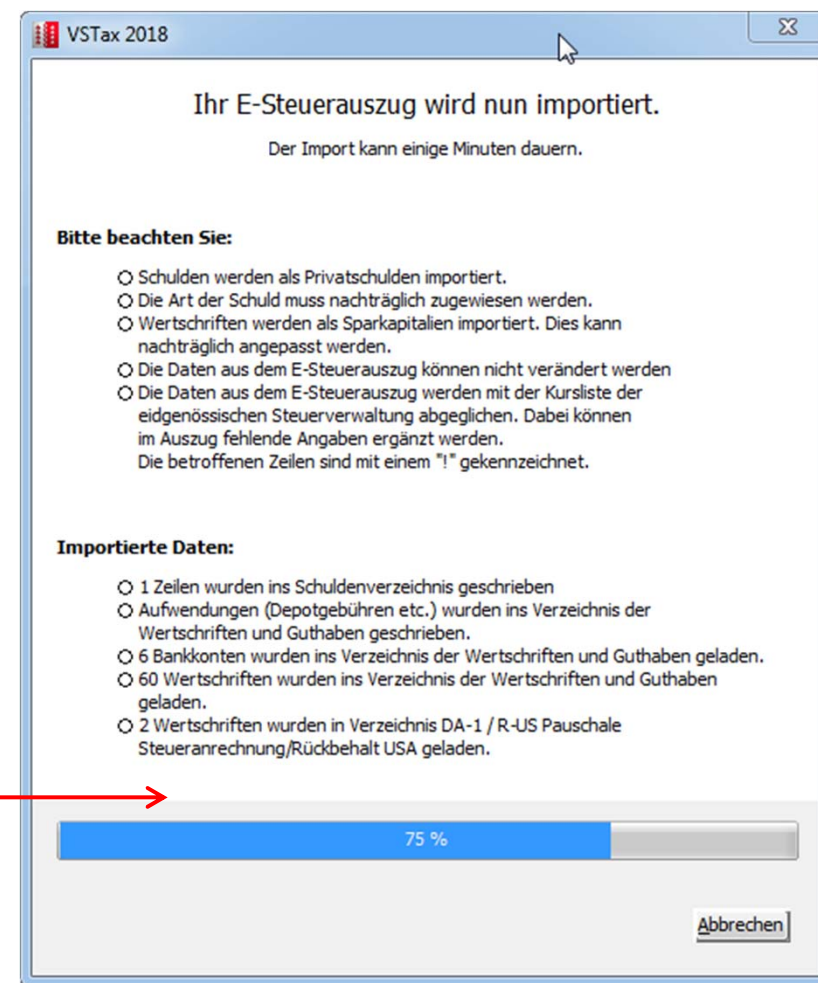 VSTax 2018
Ihr E-Steuerauszug wird nun importiert.
Der Import kann einige Minuten dauern.
Bitte beachten Sie:
Schulden werden als Privatschulden importiert.
Die Art der Schuld muss nachträglich zugewiesen werden.
Wertschriften werden als Sparkapitalien importiert. Dies kann
nachträglich angepasst werden.
Die Daten aus dem E-Steuerauszug können nicht verändert werden
Die Daten aus dem E-Steuerauszug werden mit der Kursliste der
eidgenössischen Steuerverwaltung abgeglichen. Dabei können
im Auszug fehlende Angaben ergänzt werden.
Die betroffenen Zeilen sind mit einem "!" gekennzeichnet.
Importierte Daten:
1 Zeilen wurden ins Schuldenverzeichnis geschrieben
Aufwendungen (Depotgebühren etc.) wurden ins Verzeichnis der
Wertschriften und Guthaben geschrieben.
6 Bankkonten wurden ins Verzeichnis der Wertschriften und Guthaben geladen.
60 Wertschriften wurden ins Verzeichnis der Wertschriften und Guthaben
geladen.
2 Wertschriften wurden in Verzeichnis DA-1 / R-US Pauschale
Steueranrechnung/Rückbehalt USA geladen.
75 %
Abbrechen